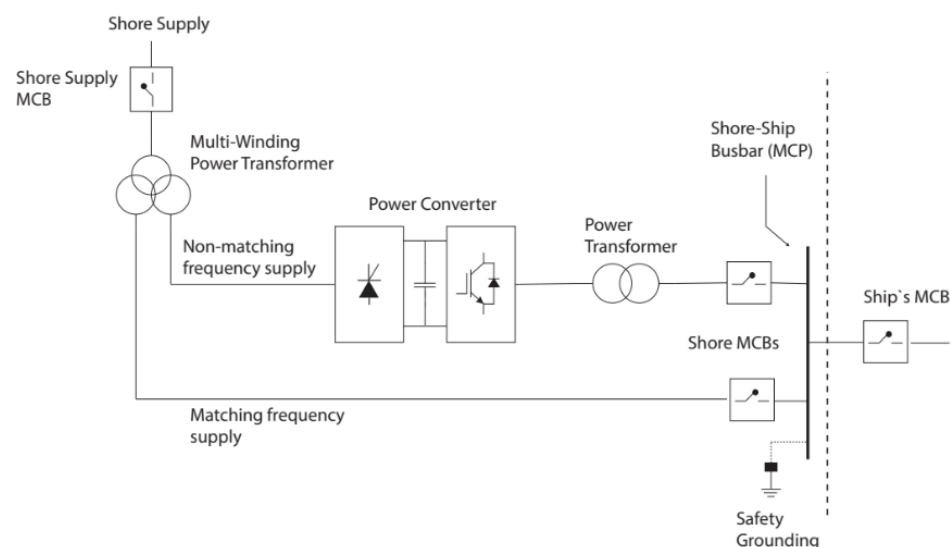 Shore Supply
Shore Supply
MCB
Multi-Winding
Power Transformer
Shore-Ship
Busbar (MCP)
Power Converter
Power
Transformer
Non-matching
frequency supply
Ship`s MCB
Shore MCBs
Matching frequency
supply
Safety
Grounding